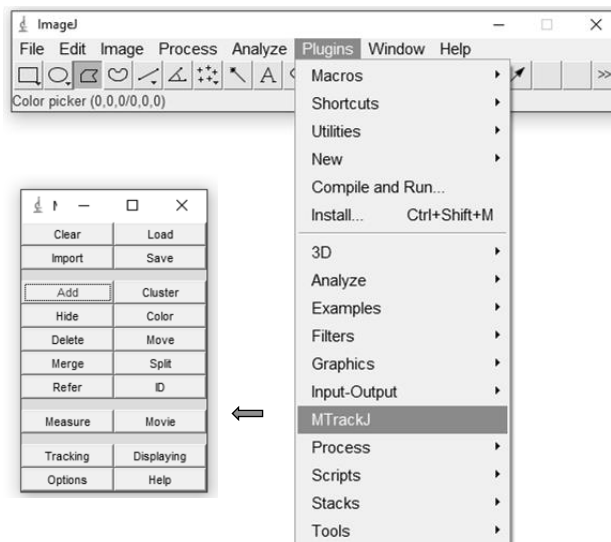 ImageJ
File Edit Image Process Analyze Plugins Window Help
A
>>
Color picker (0,0,0/0,0,0)
Macros
Shortcuts
Utilities
New
Compile and Run...
Install... Ctrl+Shift+M
3D
Analyze
Examples
Filters
Graphics
Input-Output
MTrackJ
Process
Scripts
Stacks
Tools
Clear Load
Import Save
Add Cluster
Hide Color
Delete Move
Merge Split
Refer ID
Measure Movie
Tracking Displaying
Options Help